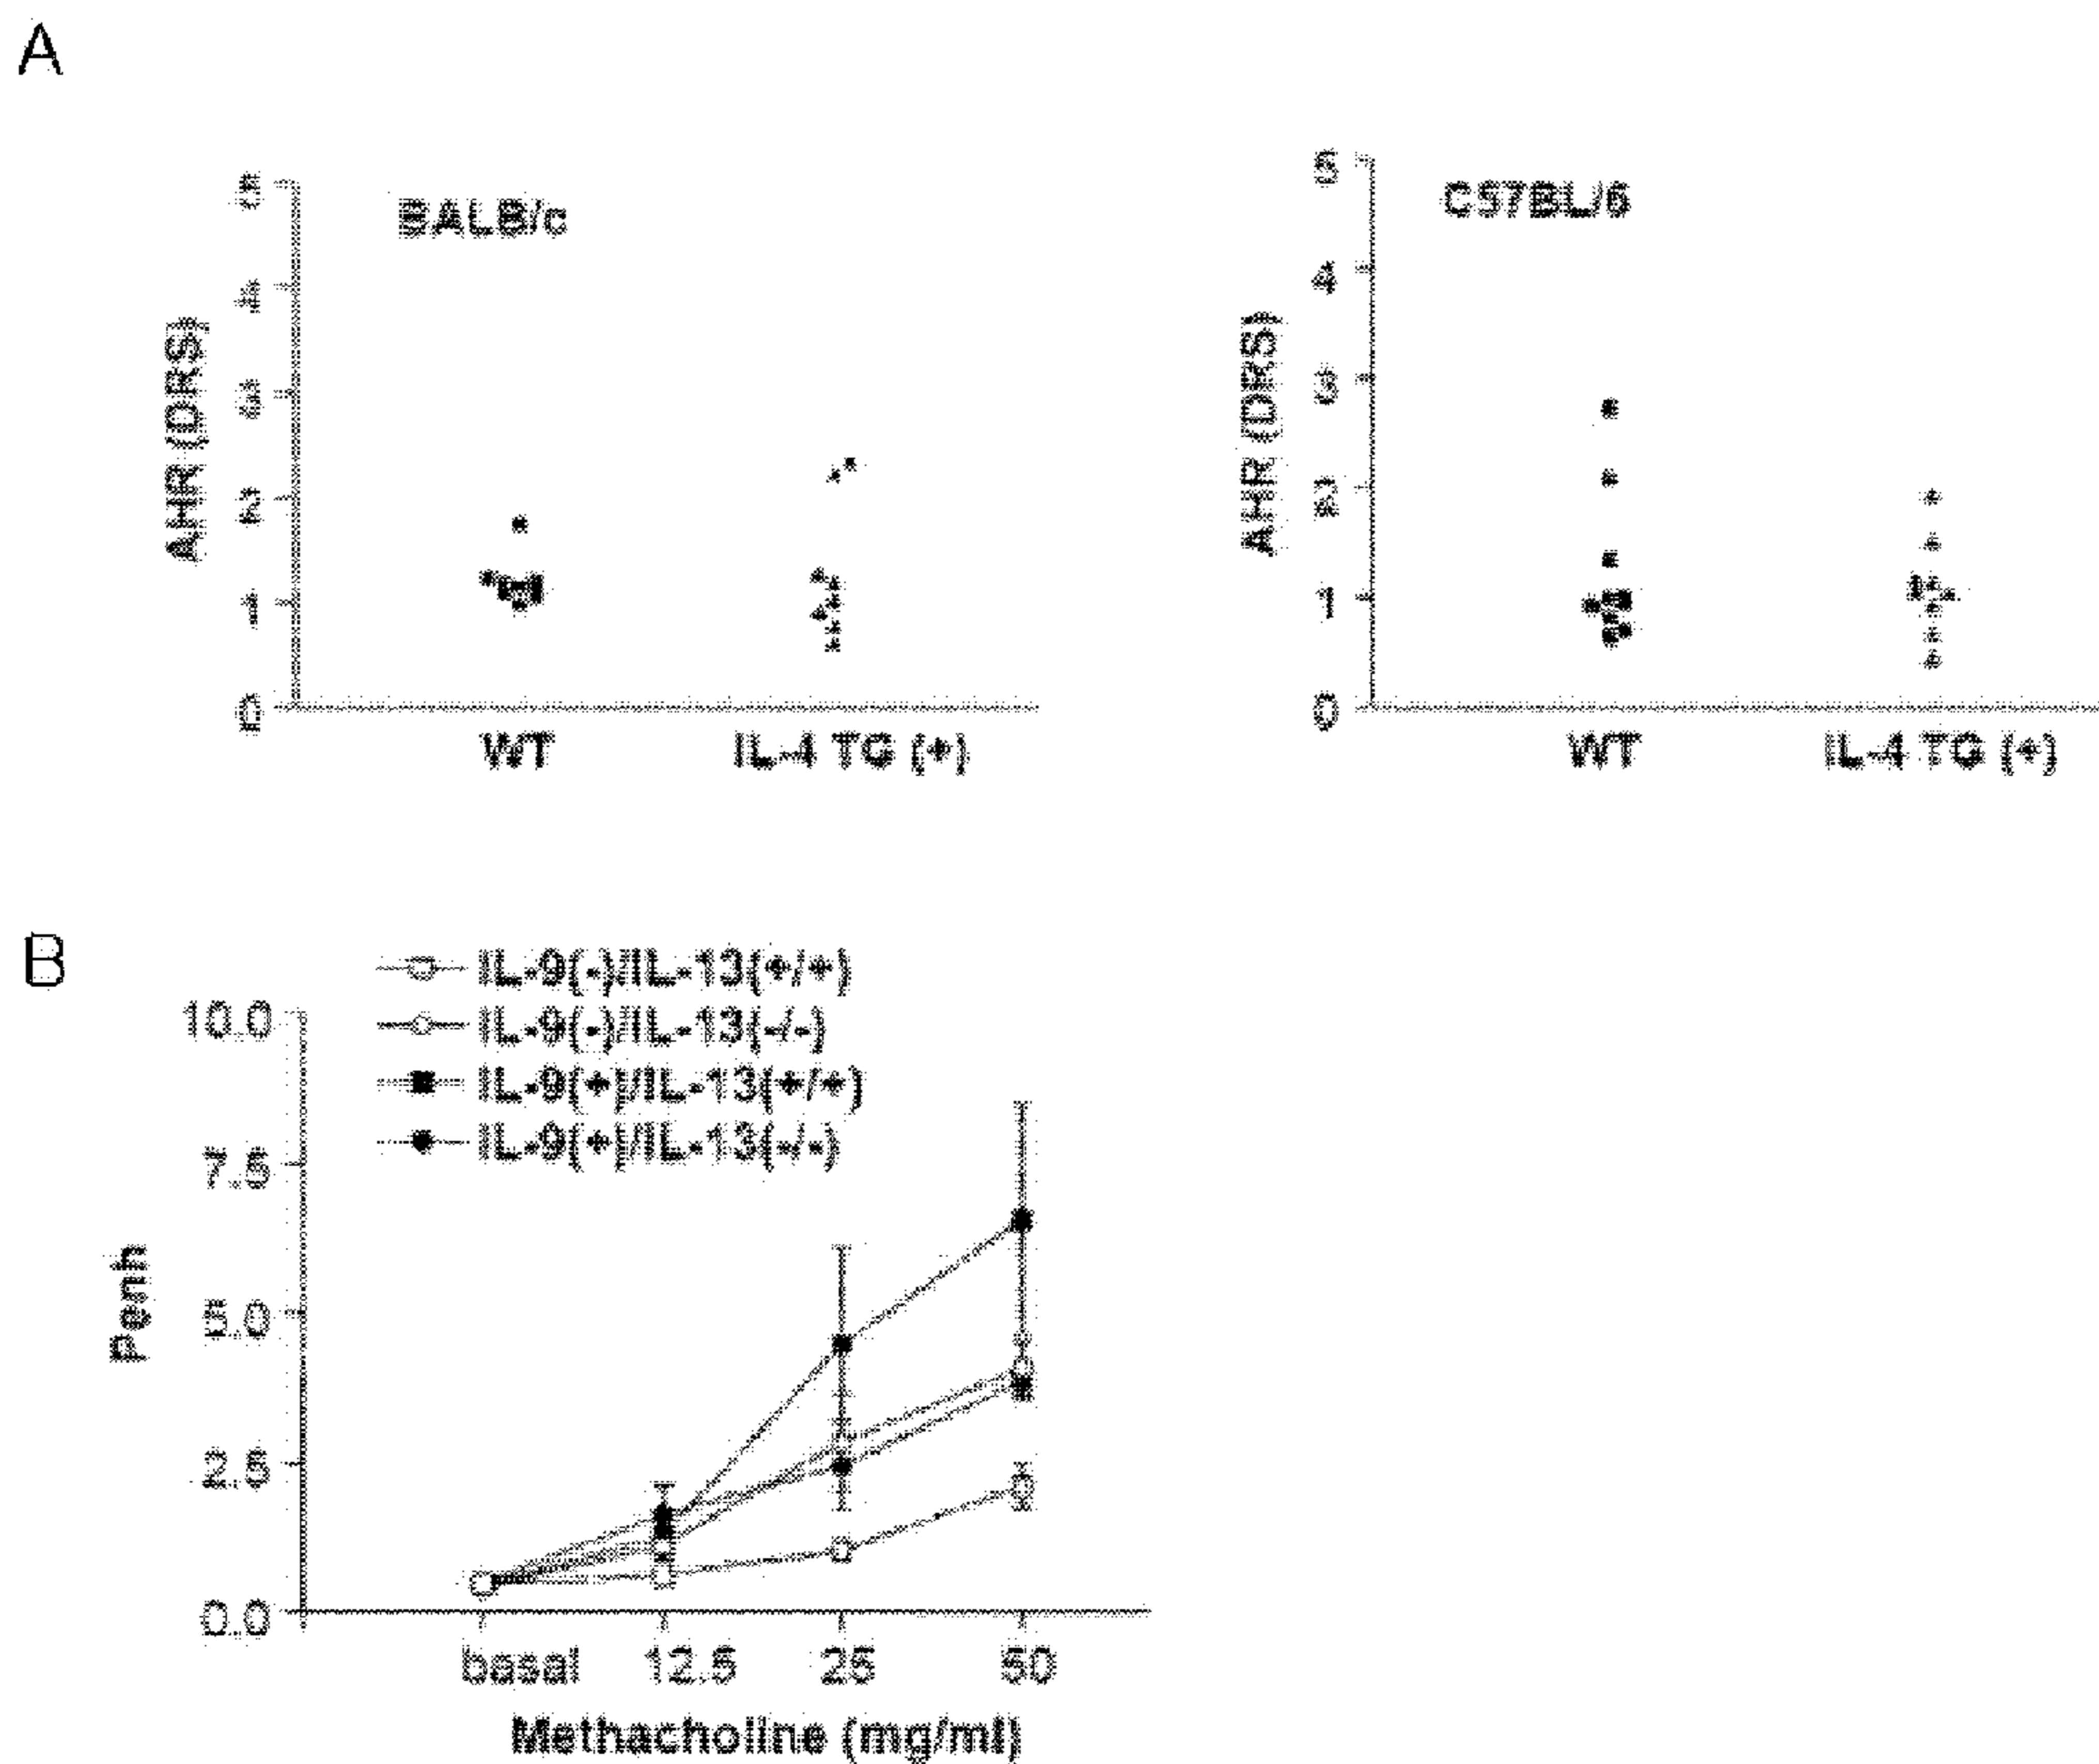 A
BALB/c
AHR (DRS)
5
4
3
2
1
0
WT
IL-4 TG (+)
C57BL/6
AHR (DRS)
5
4
3
2
1
0
WT
IL-4 TG (+)
B
IL-9(-)/IL-13(+/+)
IL-9(-)/IL-13(-/-)
IL-9(+)/IL-13(+/+)
IL-9(+)/IL-13(-/-)
Penh
10.0
7.5
5.0
2.5
0.0
basal 12.5 25 50
Methacholine (mg/ml)